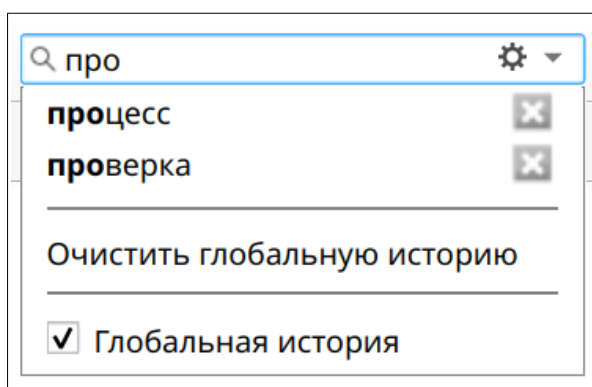 про
процесс
проверка
Очистить глобальную историю
Глобальная история